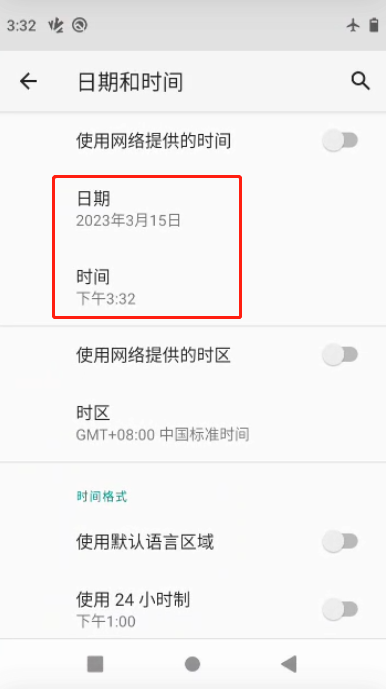 3:32
日期和时间
使用网络提供的时间
日期
2023年3月15日
时间
下午3:32
使用网络提供的时区
时区
GMT+08:00 中国标准时间
时间格式
使用默认语言区域
使用 24 小时制
下午1:00